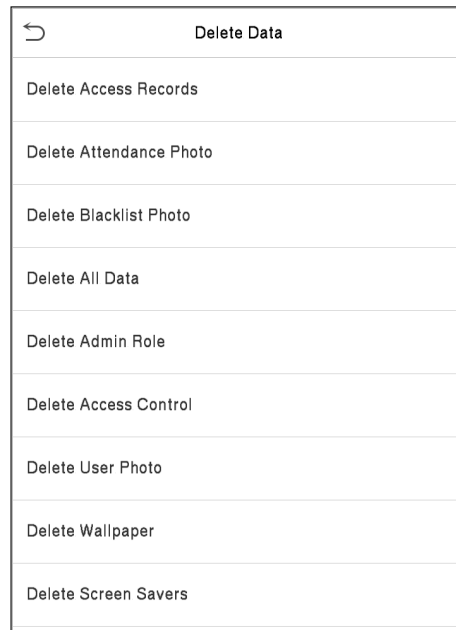 Delete Data
Delete Access Records
Delete Attendance Photo
Delete Blacklist Photo
Delete All Data
Delete Admin Role
Delete Access Control
Delete User Photo
Delete Wallpaper
Delete Screen Savers